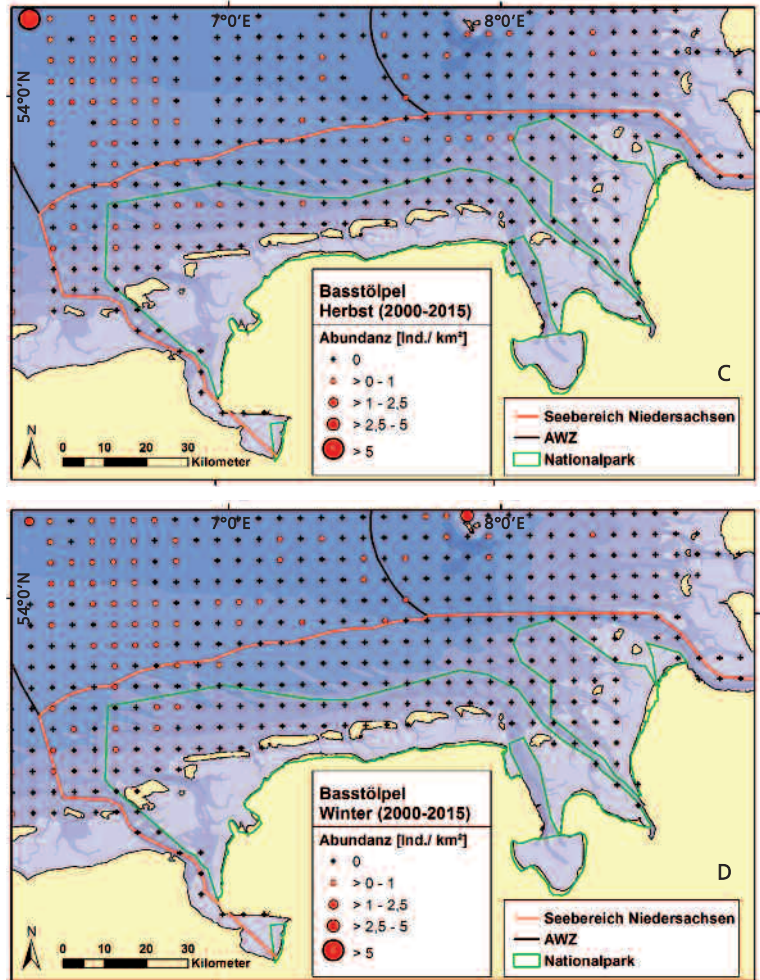 7°0'E
8°0'E
54°0'N
Basstölpel
Herbst (2000-2015)
Abundanz [Ind./ km²]
0
> 0 - 1
> 1 - 2,5
> 2,5 - 5
> 5
C
Seebereich Niedersachsen
AWZ
Nationalpark
N
0 10 20 30
Kilometer
7°0'E
8°0'E
54°0'N
Basstölpel
Winter (2000-2015)
Abundanz [Ind./ km²]
0
> 0 - 1
> 1 - 2,5
> 2,5 - 5
> 5
D
Seebereich Niedersachsen
AWZ
Nationalpark
N
0 10 20 30
Kilometer